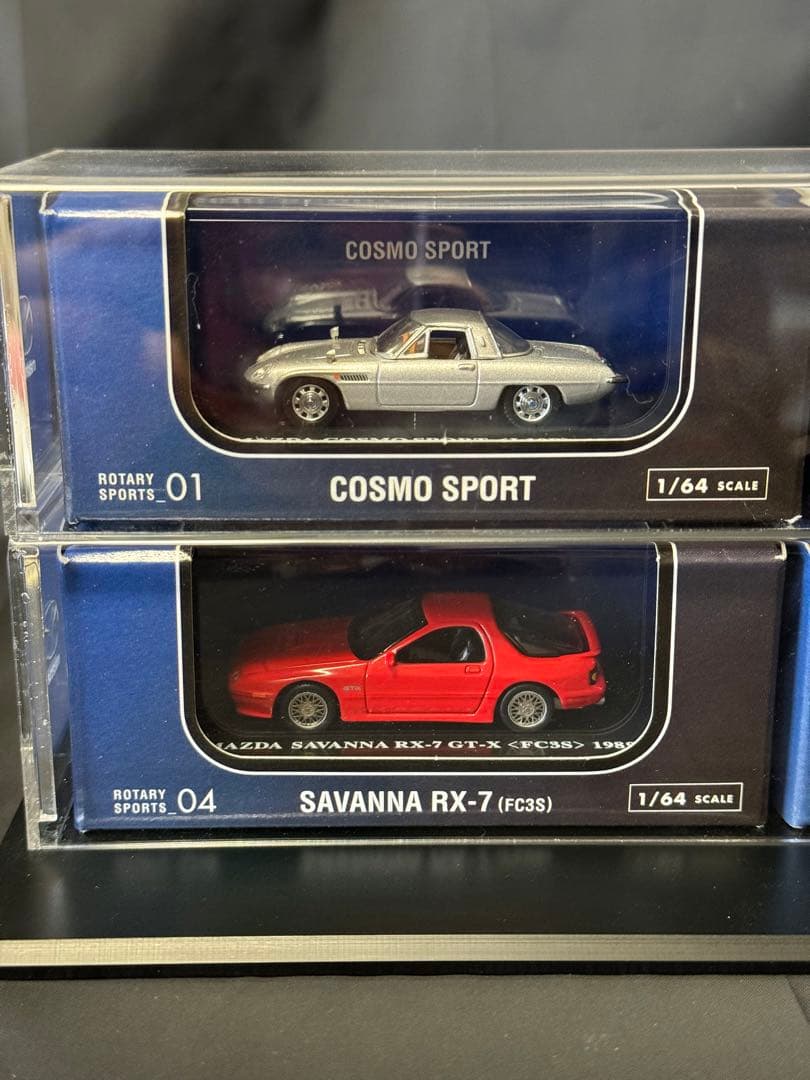 COSMO SPORT
ROTARY
SPORTS_01
COSMO SPORT
1/64 SCALE
SAVANNA RX-7 GT-X <FC3S>
ROTARY
SPORTS_04
SAVANNA RX-7 (FC3S)
1/64 SCALE